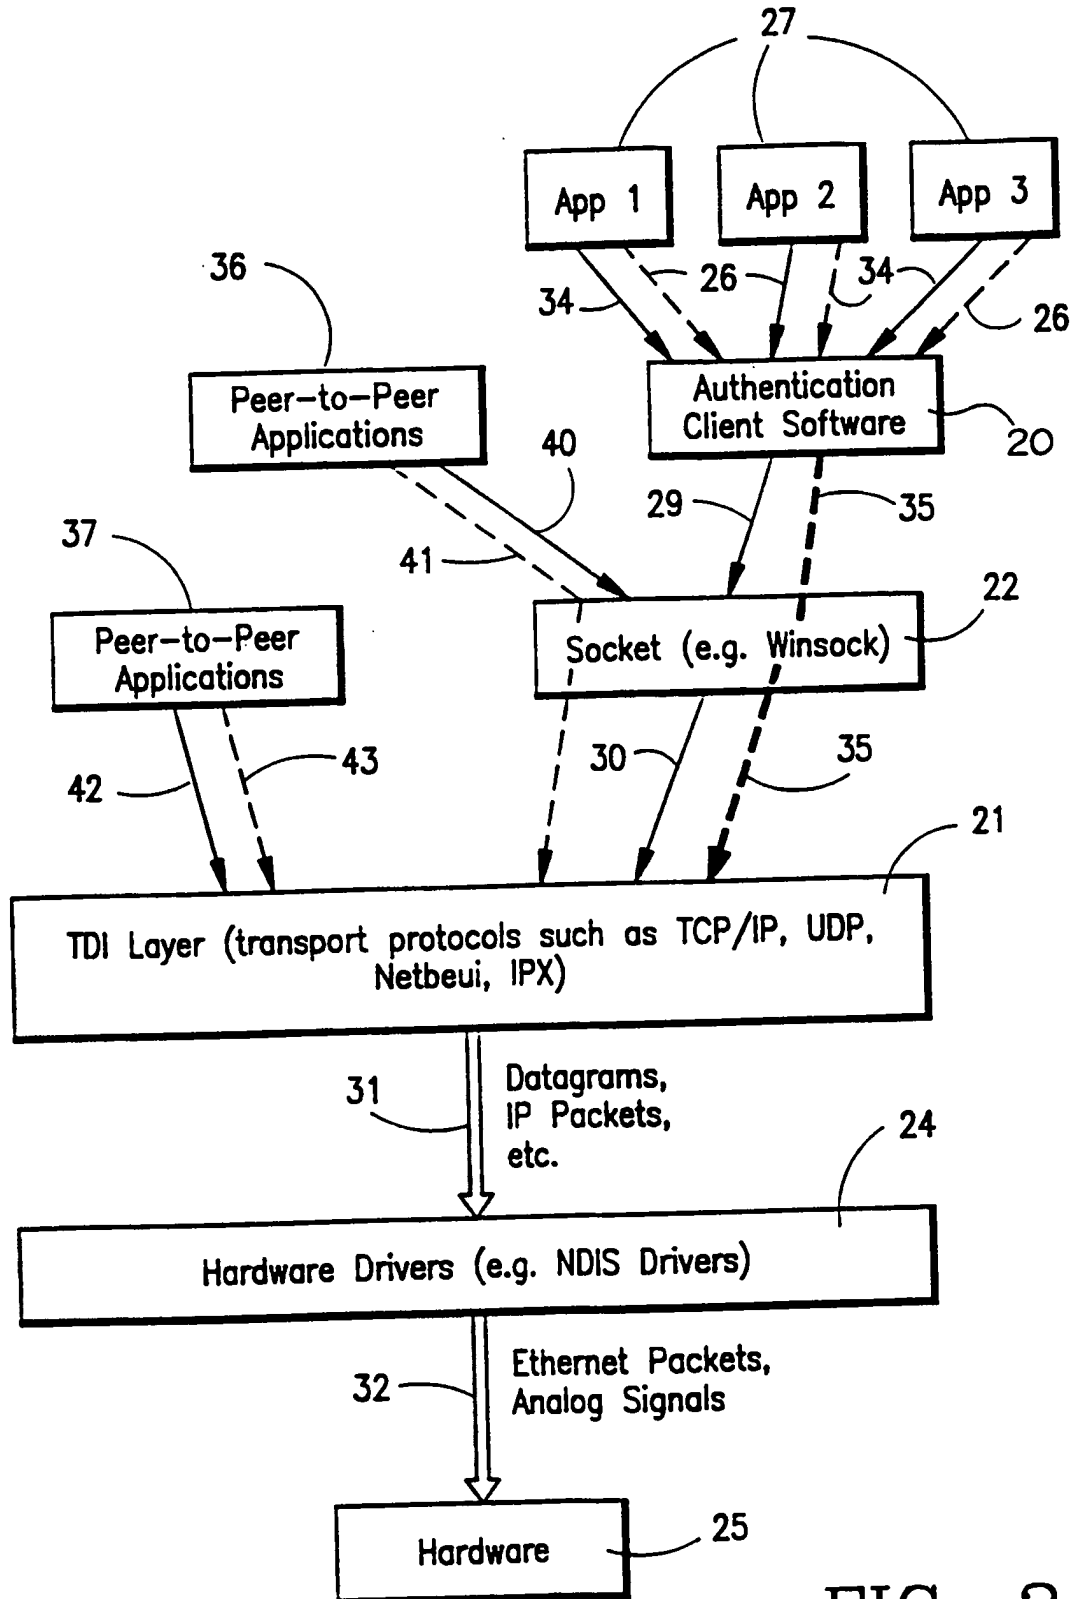 27
App 1
App 2
App 3
36
34
26
34
26
Peer-to-Peer
Applications
Authentication
Client Software
20
40
29
35
37
41
22
Peer-to-Peer
Applications
Socket (e.g. Winsock)
42
43
30
35
21
TDI Layer (transport protocols such as TCP/IP, UDP,
Netbeui, IPX)
31
Datagrams,
IP Packets,
etc.
24
Hardware Drivers (e.g. NDIS Drivers)
32
Ethernet Packets,
Analog Signals
Hardware
25
FIG.